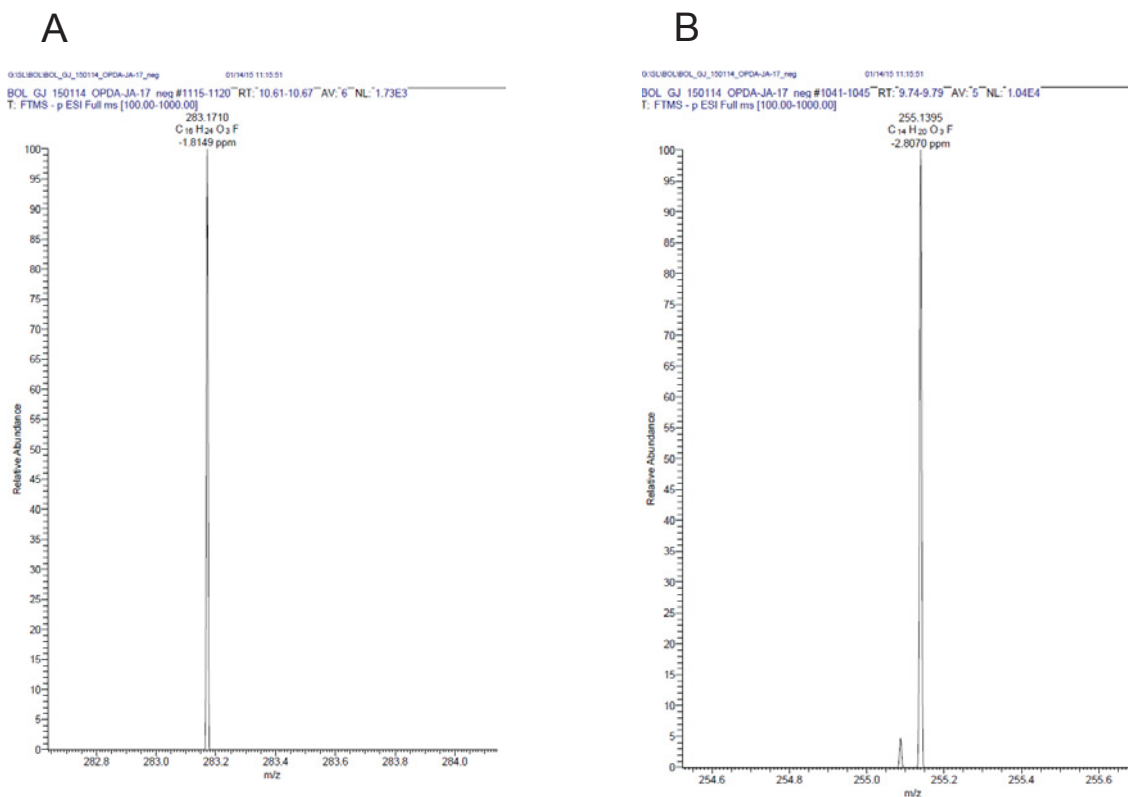 A
G:\SL\BOL\BOL_GJ_150114_OPDA-JA-17_neg 01/14/15 11:15:51
BOL_GJ_150114_OPDA-JA-17_neg #1115-1120 RT: 10.61-10.67 AV: 6 NL: 1.73E3
T: FTMS - p ESI Full ms [100.00-1000.00]
283.1710
C₁₆ H₂₄ O₃ F
-1.8149 ppm
100
95
90
85
80
75
70
65
60
55
50
45
40
35
30
25
20
15
10
5
0
Relative Abundance
282.8 283.0 283.2 283.4 283.6 283.8 284.0
m/z
B
G:\SL\BOL\BOL_GJ_150114_OPDA-JA-17_neg 01/14/15 11:15:51
BOL_GJ_150114_OPDA-JA-17_neg #1041-1045 RT: 9.74-9.79 AV: 5 NL: 1.04E4
T: FTMS - p ESI Full ms [100.00-1000.00]
255.1395
C₁₄ H₂₀ O₃ F
-2.8070 ppm
100
95
90
85
80
75
70
65
60
55
50
45
40
35
30
25
20
15
10
5
0
Relative Abundance
254.6 254.8 255.0 255.2 255.4 255.6
m/z